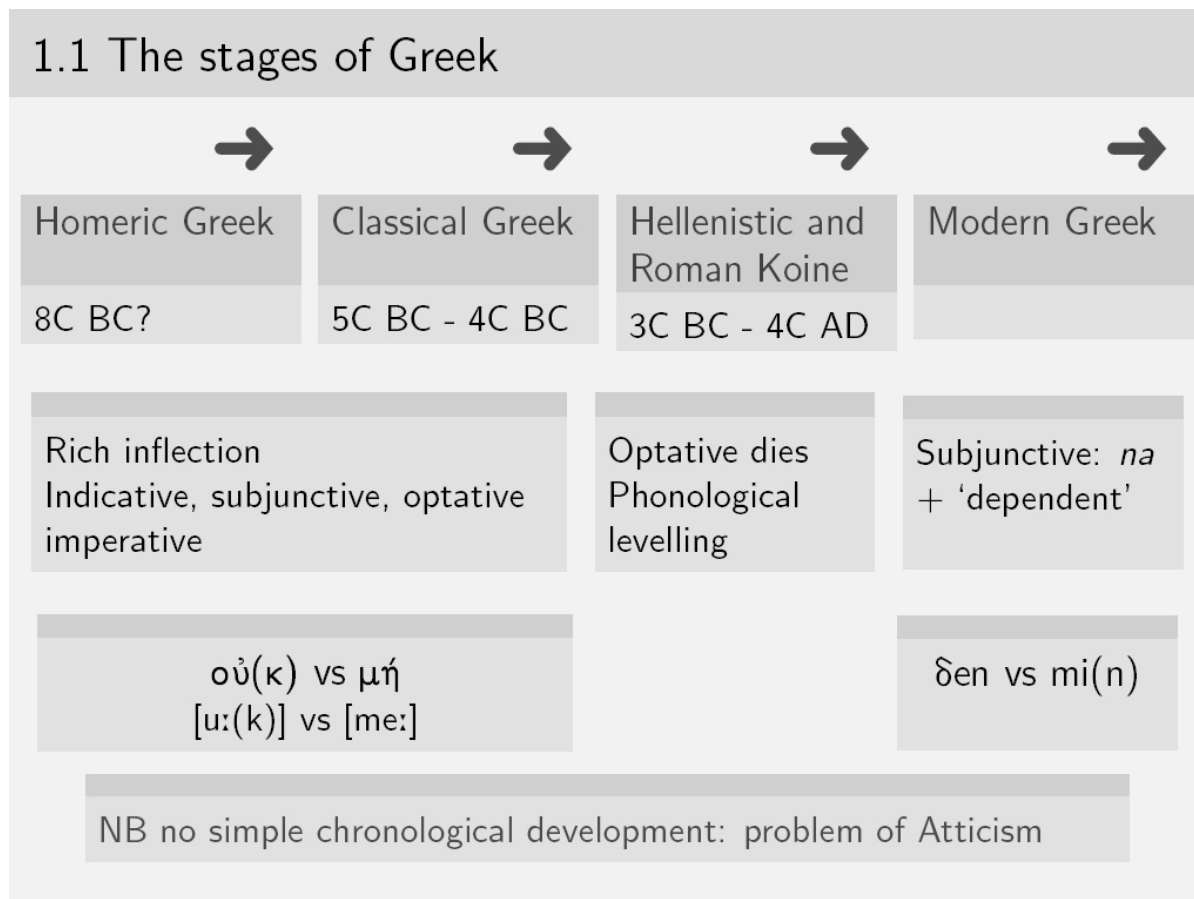 1.1 The stages of Greek
Homeric Greek
8C BC?
Classical Greek
5C BC - 4C BC
Hellenistic and
Roman Koine
3C BC - 4C AD
Modern Greek
Rich inflection
Indicative, subjunctive, optative
imperative
Optative dies
Phonological
levelling
Subjunctive: na
+ ‘dependent’
οὐ(κ) vs μή
[uː(k)] vs [meː]
δen vs mi(n)
NB no simple chronological development: problem of Atticism